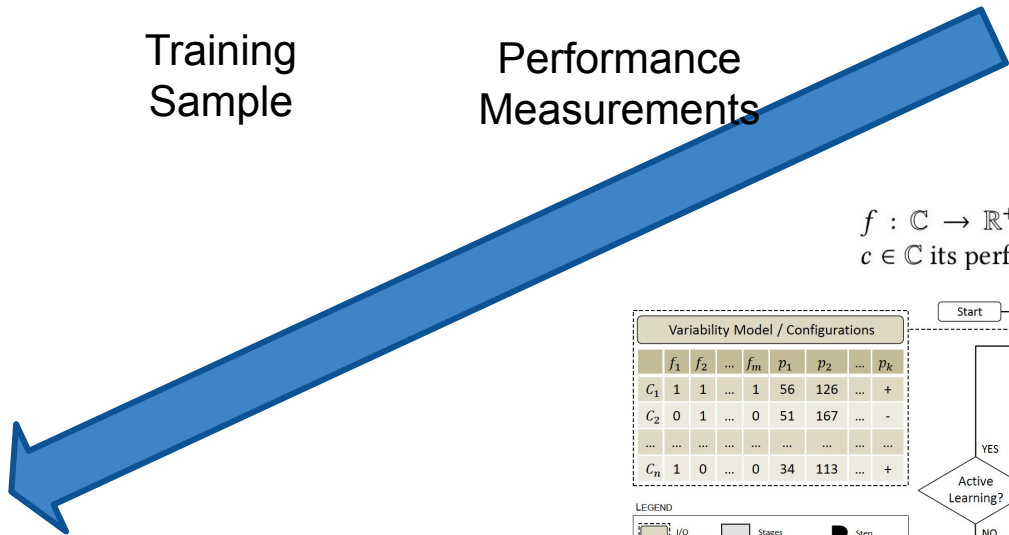 Training
Sample
Performance
Measurements
f : ℂ → ℝ⁺
c ∈ ℂ its perf
Start
Variability Model / Configurations
f₁ f₂ ... fₘ p₁ p₂ ... pₖ
C₁ 1 1 ... 1 56 126 ... +
C₂ 0 1 ... 0 51 167 ... -
... ... ... ... ... ... ... ... ...
Cₙ 1 0 ... 0 34 113 ... +
YES
Active
Learning?
NO
LEGEND
I/O Stages Step